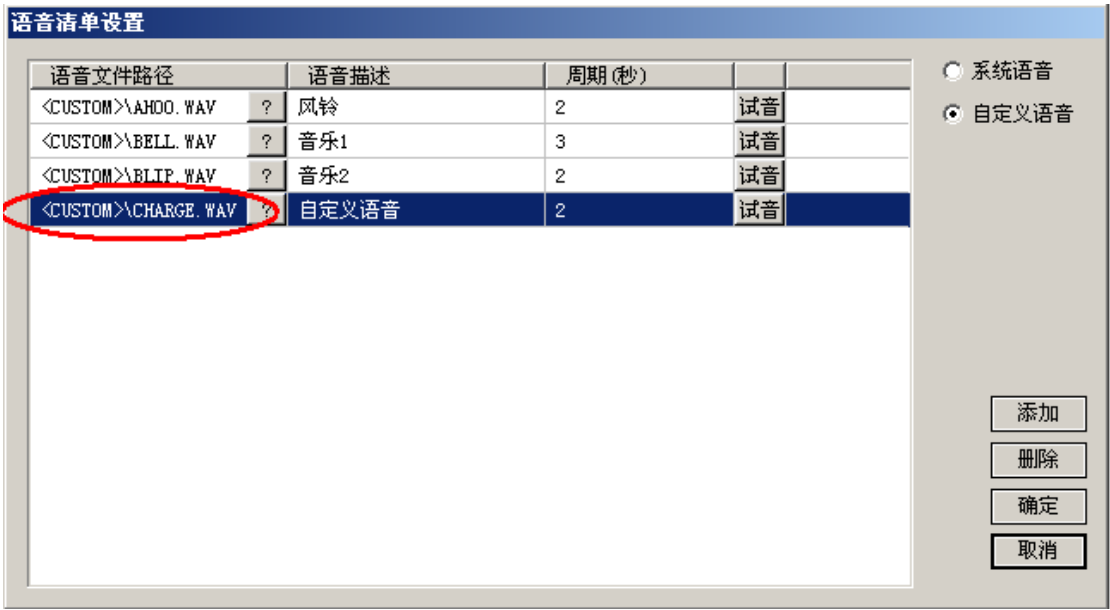 语音清单设置
语音文件路径 语音描述 周期(秒)
<CUSTOM>\AHOO.WAV ? 风铃 2 试音
<CUSTOM>\BELL.WAV ? 音乐1 3 试音
<CUSTOM>\BLIP.WAV ? 音乐2 2 试音
<CUSTOM>\CHARGE.WAV ? 自定义语音 2 试音
系统语音
自定义语音
添加
删除
确定
取消